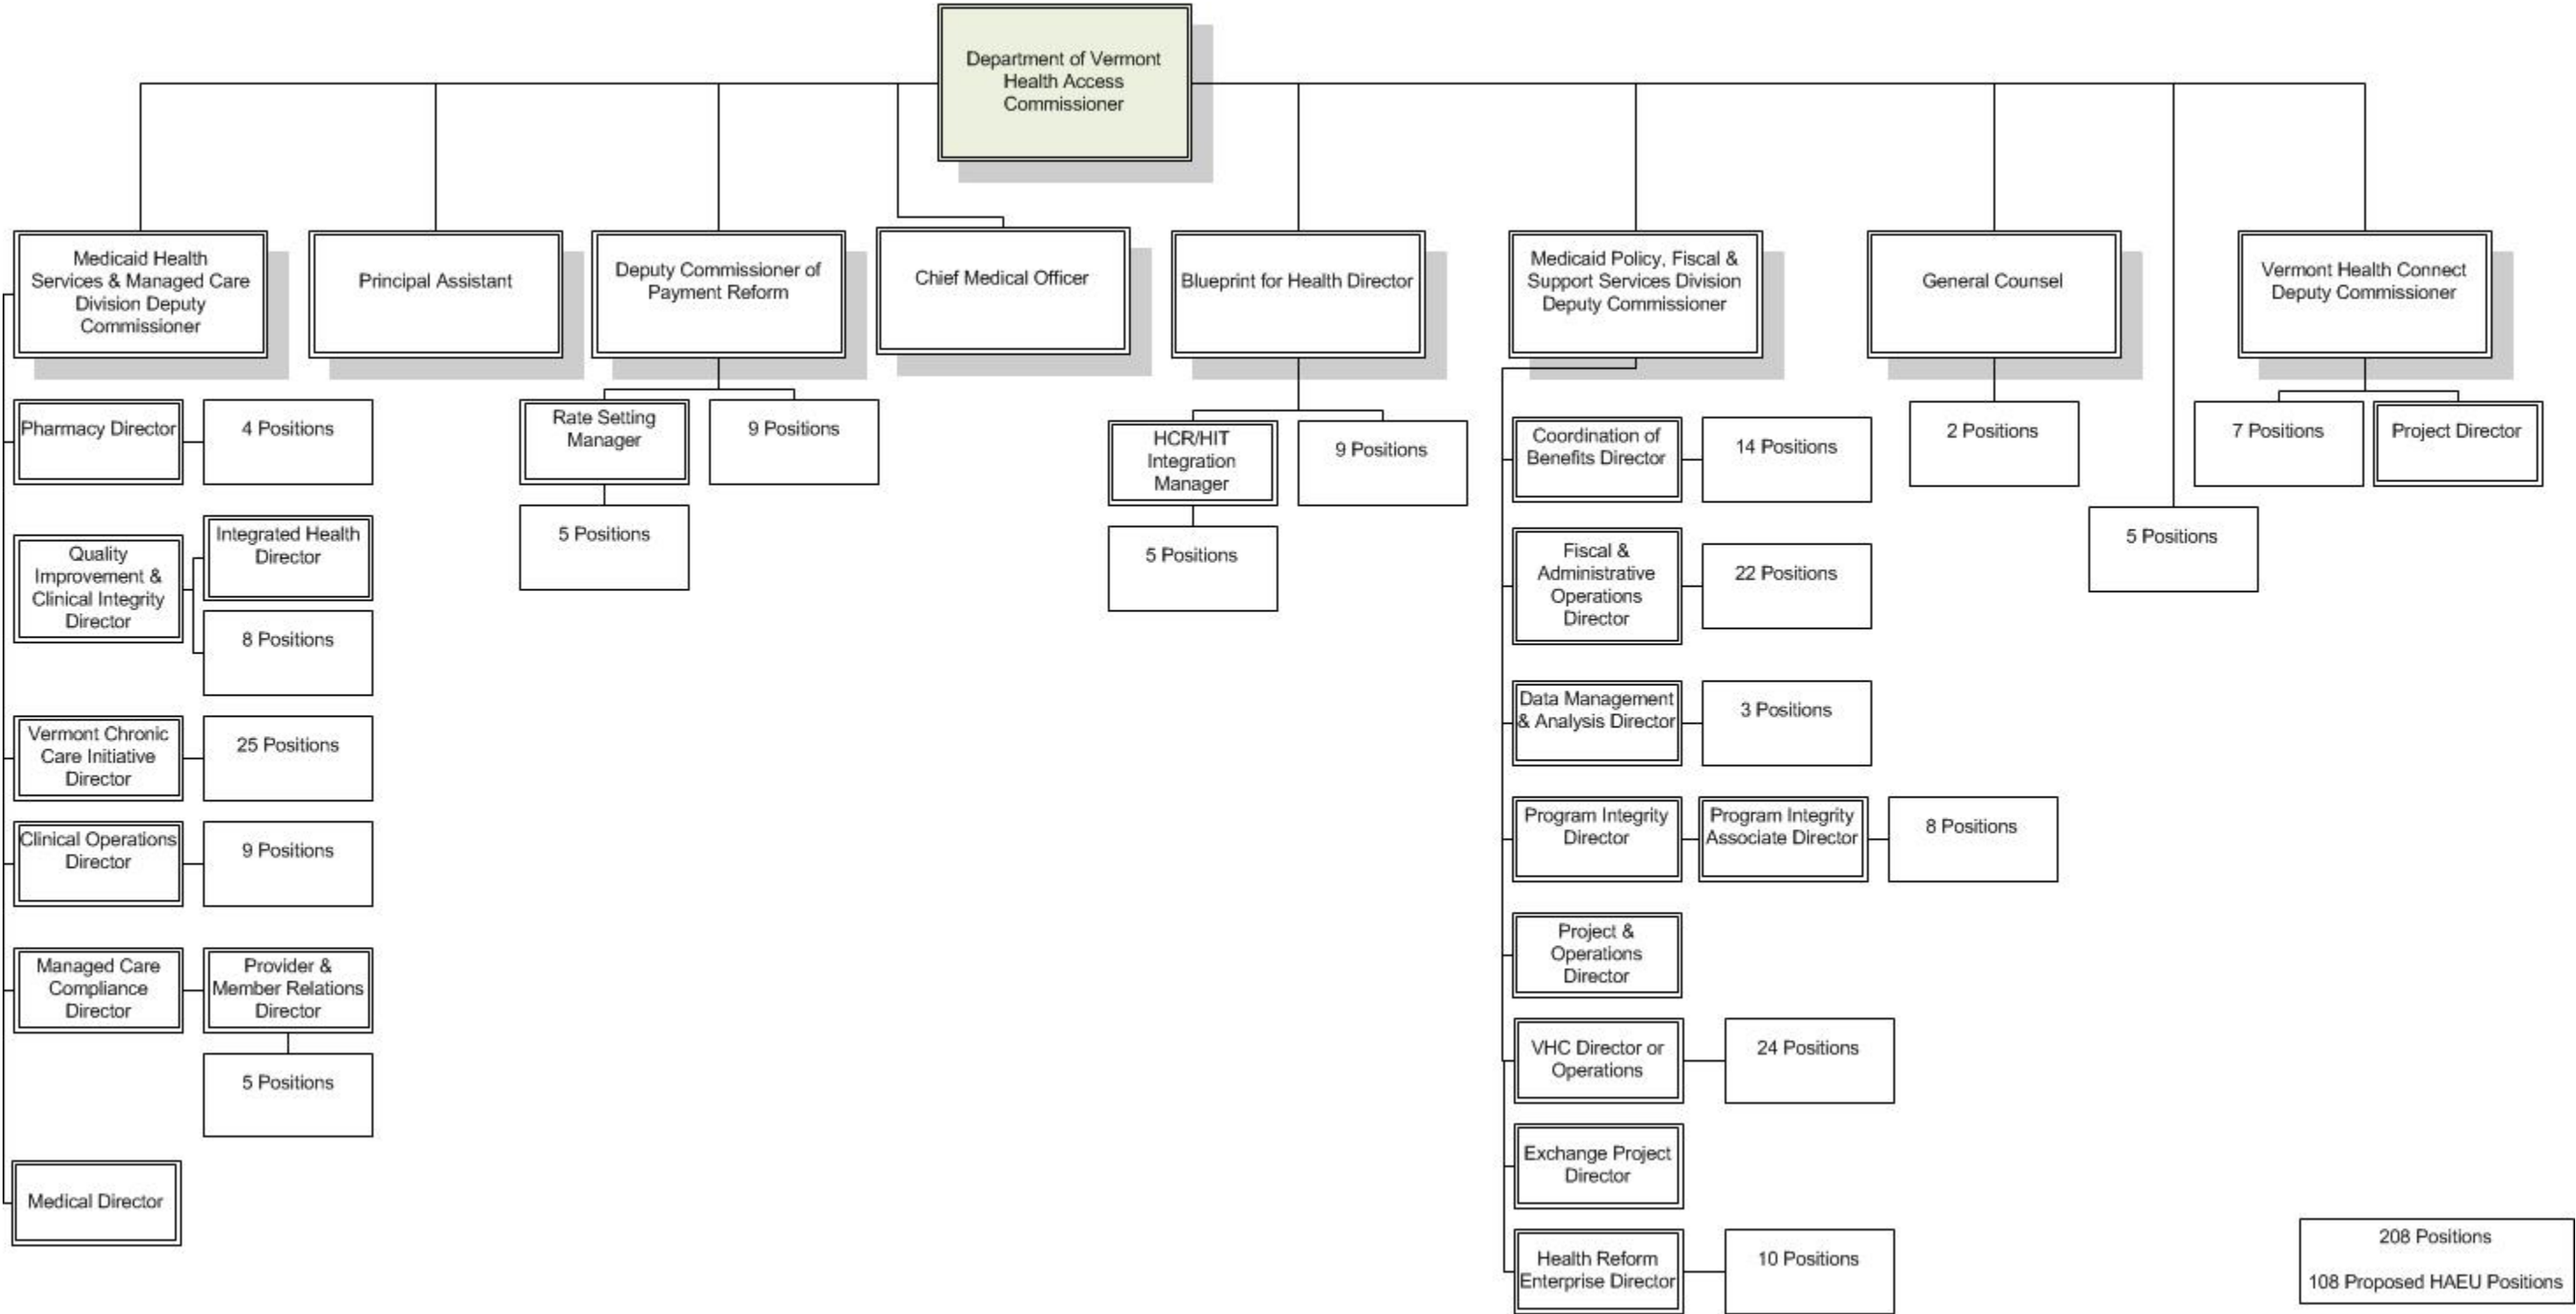 Department of Vermont
Health Access
Commissioner
Medicaid Health
Services & Managed Care
Division Deputy
Commissioner
Principal Assistant
Deputy Commissioner of
Payment Reform
Chief Medical Officer
Blueprint for Health Director
Medicaid Policy, Fiscal &
Support Services Division
Deputy Commissioner
General Counsel
Vermont Health Connect
Deputy Commissioner
Pharmacy Director
4 Positions
Quality
Improvement &
Clinical Integrity
Director
Integrated Health
Director
8 Positions
Vermont Chronic
Care Initiative
Director
25 Positions
Clinical Operations
Director
9 Positions
Managed Care
Compliance
Director
Provider &
Member Relations
Director
5 Positions
Medical Director
Rate Setting
Manager
9 Positions
5 Positions
HCR/HIT
Integration
Manager
9 Positions
5 Positions
Coordination of
Benefits Director
14 Positions
Fiscal &
Administrative
Operations
Director
22 Positions
Data Management
& Analysis Director
3 Positions
Program Integrity
Director
Program Integrity
Associate Director
8 Positions
Project &
Operations
Director
VHC Director or
Operations
24 Positions
Exchange Project
Director
Health Reform
Enterprise Director
10 Positions
2 Positions
5 Positions
7 Positions
Project Director
208 Positions
108 Proposed HAEU Positions